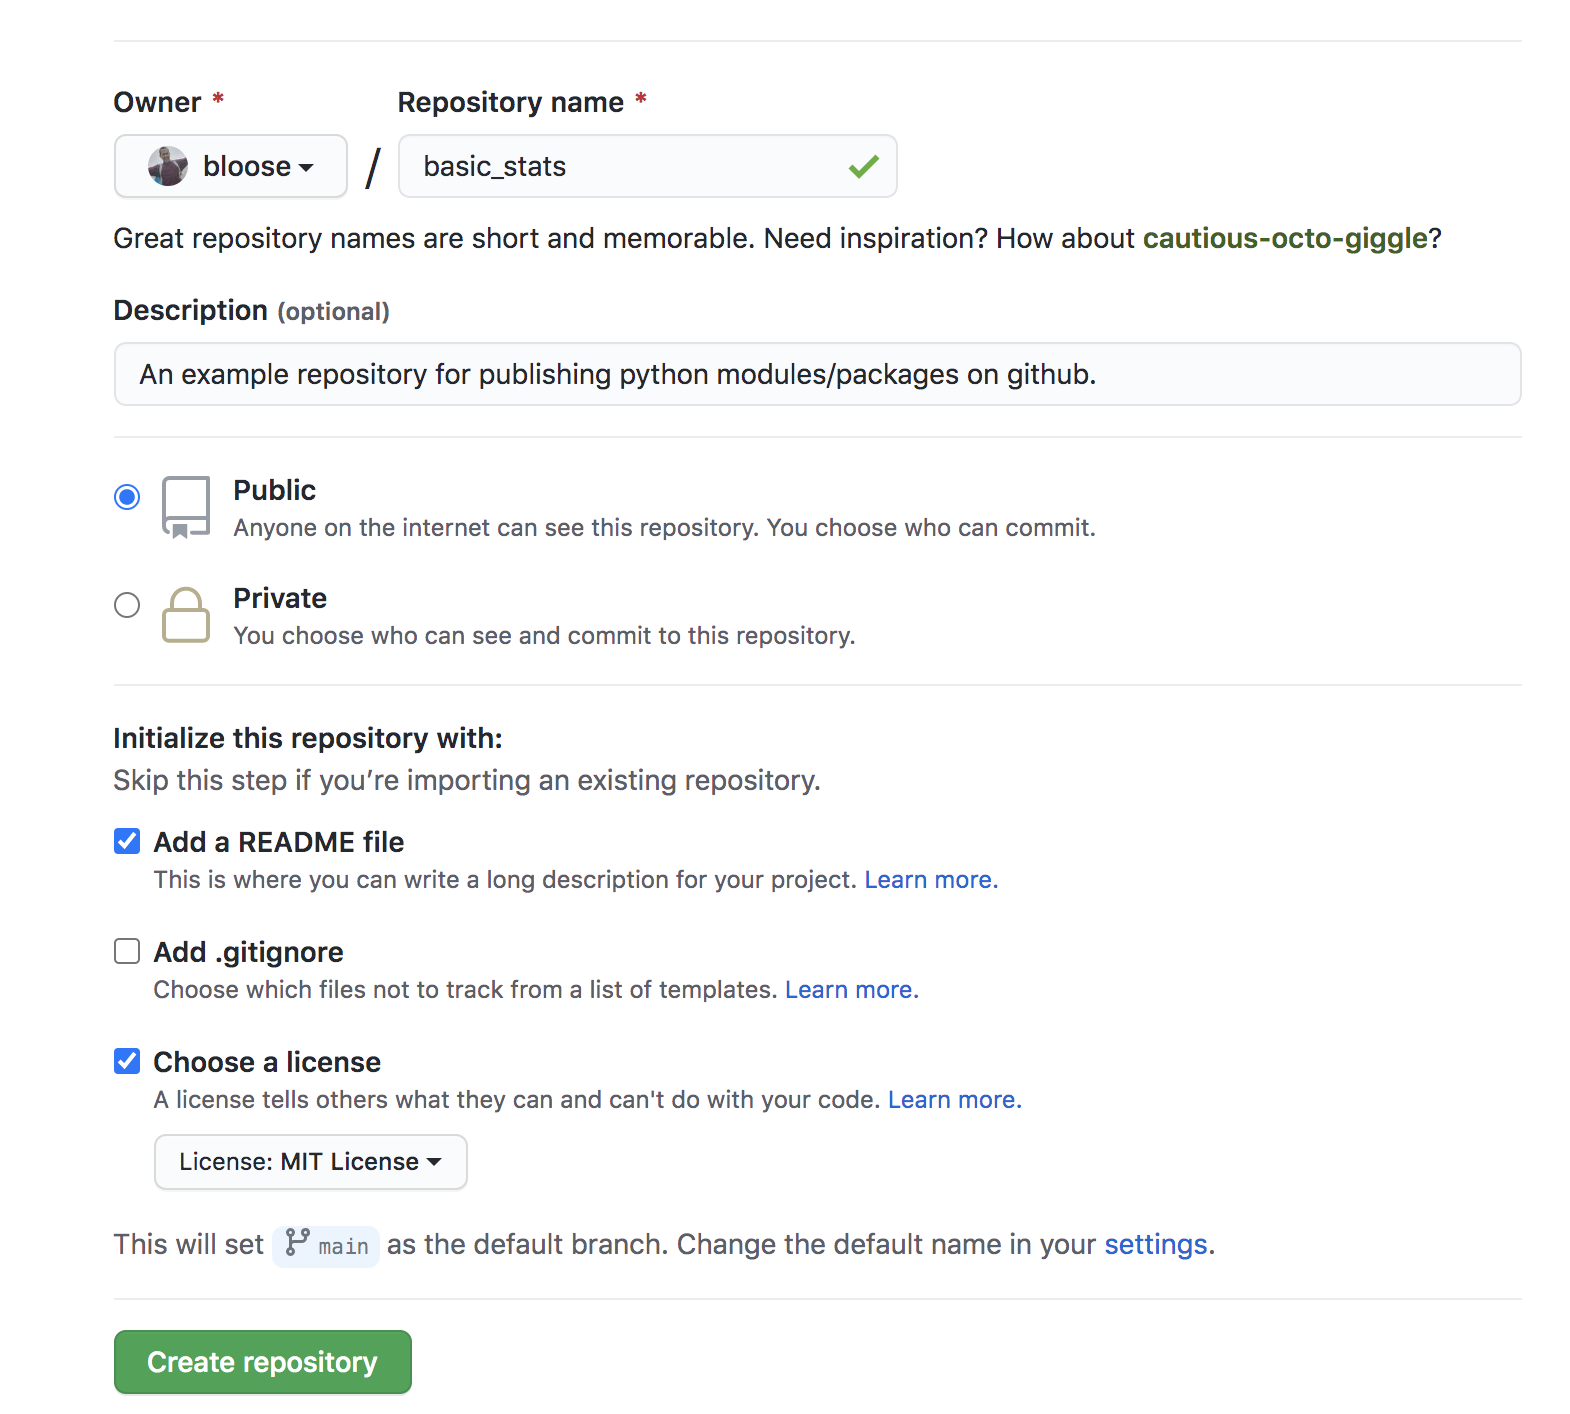 Owner *
Repository name *
bloose
/
basic_stats
Great repository names are short and memorable. Need inspiration? How about cautious-octo-giggle?
Description (optional)
An example repository for publishing python modules/packages on github.
Public
Anyone on the internet can see this repository. You choose who can commit.
Private
You choose who can see and commit to this repository.
Initialize this repository with:
Skip this step if you’re importing an existing repository.
Add a README file
This is where you can write a long description for your project. Learn more.
Add .gitignore
Choose which files not to track from a list of templates. Learn more.
Choose a license
A license tells others what they can and can't do with your code. Learn more.
License: MIT License
This will set main as the default branch. Change the default name in your settings.
Create repository